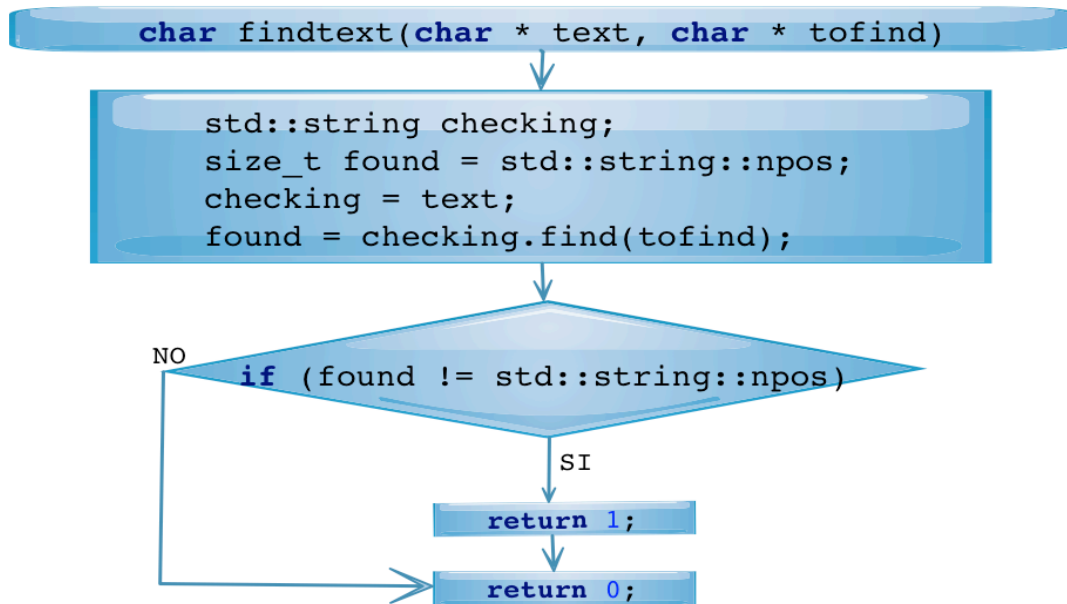 char findtext(char * text, char * tofind)
std::string checking;
size_t found = std::string::npos;
checking = text;
found = checking.find(tofind);
NO
if (found != std::string::npos)
SI
return 1;
return 0;